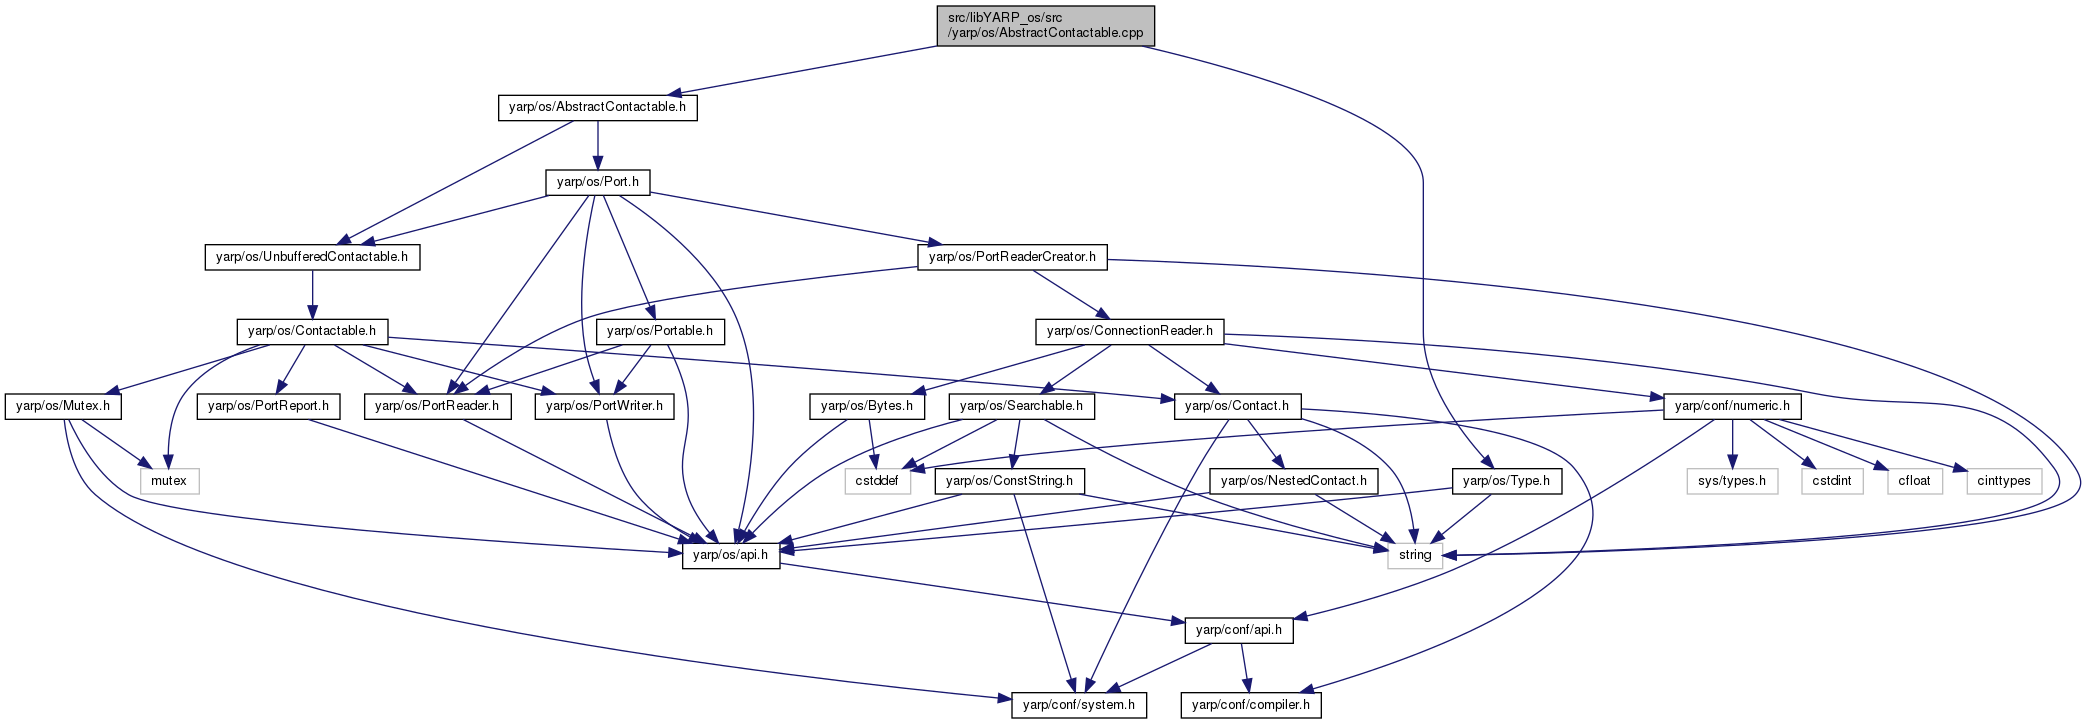 src/libYARP_os/src
/yarp/os/AbstractContactable.cpp
yarp/os/AbstractContactable.h
yarp/os/Port.h
yarp/os/UnbufferedContactable.h
yarp/os/PortReaderCreator.h
yarp/os/Contactable.h
yarp/os/Portable.h
yarp/os/ConnectionReader.h
yarp/os/Mutex.h
yarp/os/PortReport.h
yarp/os/PortReader.h
yarp/os/PortWriter.h
yarp/os/Bytes.h
yarp/os/Searchable.h
yarp/os/Contact.h
yarp/conf/numeric.h
mutex
cstddef
yarp/os/ConstString.h
yarp/os/NestedContact.h
yarp/os/Type.h
sys/types.h
cstdint
cfloat
cinttypes
yarp/os/api.h
string
yarp/conf/api.h
yarp/conf/system.h
yarp/conf/compiler.h